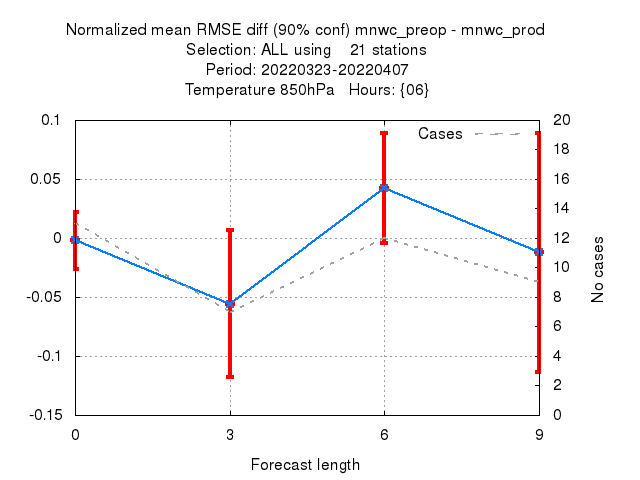 Normalized mean RMSE diff (90% conf) mnwc_preop - mnwc_prod
Selection: ALL using 21 stations
Period: 20220323-20220407
Temperature 850hPa Hours: {06}
0.1
0.05
0
-0.05
-0.1
-0.15
Cases
20
18
16
14
12
10
8
6
4
2
0
No cases
0 3 6 9
Forecast length